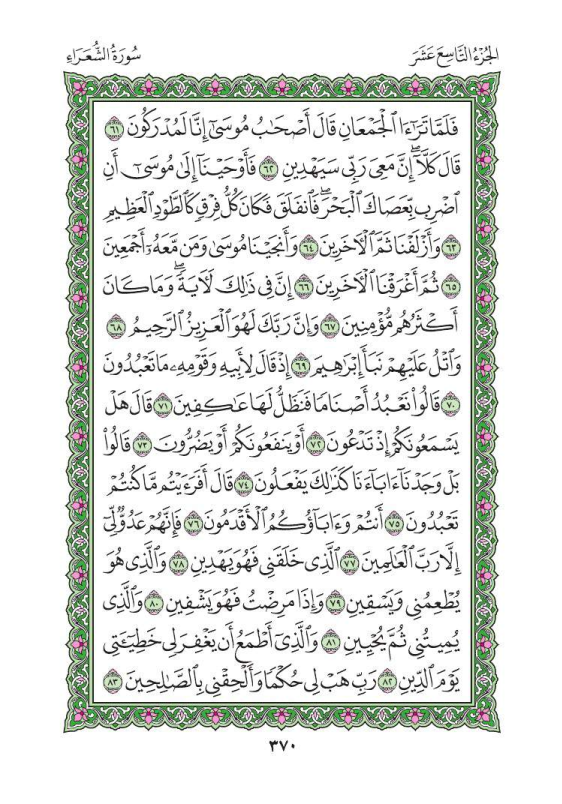 الجُزْءُ التَّاسِعَ عَشَرَ
سُورَةُ الشُّعَرَاءِ
فَلَمَّا تَرَٰٓءَا ٱلْجَمْعَانِ قَالَ أَصْحَٰبُ مُوسَىٰٓ إِنَّا لَمُدْرَكُونَ ٦١
قَالَ كَلَّآ ۖ إِنَّ مَعِىَ رَبِّى سَيَهْدِينِ ٦٢ فَأَوْحَيْنَآ إِلَىٰ مُوسَىٰٓ أَنِ
ٱضْرِب بِّعَصَاكَ ٱلْبَحْرَ ۖ فَٱنفَلَقَ فَكَانَ كُلُّ فِرْقٍ كَٱلطَّوْدِ ٱلْعَظِيمِ
٦٣ وَأَزْلَفْنَا ثَمَّ ٱلْـَٔاخَرِينَ ٦٤ وَأَنجَيْنَا مُوسَىٰ وَمَن مَّعَهُۥٓ أَجْمَعِينَ
٦٥ ثُمَّ أَغْرَقْنَا ٱلْـَٔاخَرِينَ ٦٦ إِنَّ فِى ذَٰلِكَ لَـَٔايَةً ۖ وَمَا كَانَ
أَكْثَرُهُم مُّؤْمِنِينَ ٦٧ وَإِنَّ رَبَّكَ لَهُوَ ٱلْعَزِيزُ ٱلرَّحِيمُ ٦٨
وَٱتْلُ عَلَيْهِمْ نَبَأَ إِبْرَٰهِيمَ ٦٩ إِذْ قَالَ لِأَبِيهِ وَقَوْمِهِۦ مَا تَعْبُدُونَ
٧٠ قَالُوا۟ نَعْبُدُ أَصْنَامًا فَنَظَلُّ لَهَا عَٰكِفِينَ ٧١ قَالَ هَلْ
يَسْمَعُونَكُمْ إِذْ تَدْعُونَ ٧٢ أَوْ يَنفَعُونَكُمْ أَوْ يَضُرُّونَ ٧٣ قَالُوا۟
بَلْ وَجَدْنَآ ءَابَآءَنَا كَذَٰلِكَ يَفْعَلُونَ ٧٤ قَالَ أَفَرَءَيْتُم مَّا كُنتُمْ
تَعْبُدُونَ ٧٥ أَنتُمْ وَءَابَآؤُكُمُ ٱلْأَقْدَمُونَ ٧٦ فَإِنَّهُمْ عَدُوٌّ لِّىٓ
إِلَّا رَبَّ ٱلْعَٰلَمِينَ ٧٧ ٱلَّذِى خَلَقَنِى فَهُوَ يَهْدِينِ ٧٨ وَٱلَّذِى هُوَ
يُطْعِمُنِى وَيَسْقِينِ ٧٩ وَإِذَا مَرِضْتُ فَهُوَ يَشْفِينِ ٨٠ وَٱلَّذِى
يُمِيتُنِى ثُمَّ يُحْيِينِ ٨١ وَٱلَّذِىٓ أَطْمَعُ أَن يَغْفِرَ لِى خَطِيٓـَٔتِى
يَوْمَ ٱلدِّينِ ٨٢ رَبِّ هَبْ لِى حُكْمًا وَأَلْحِقْنِى بِٱلصَّٰلِحِينَ ٨٣
٣٧٠